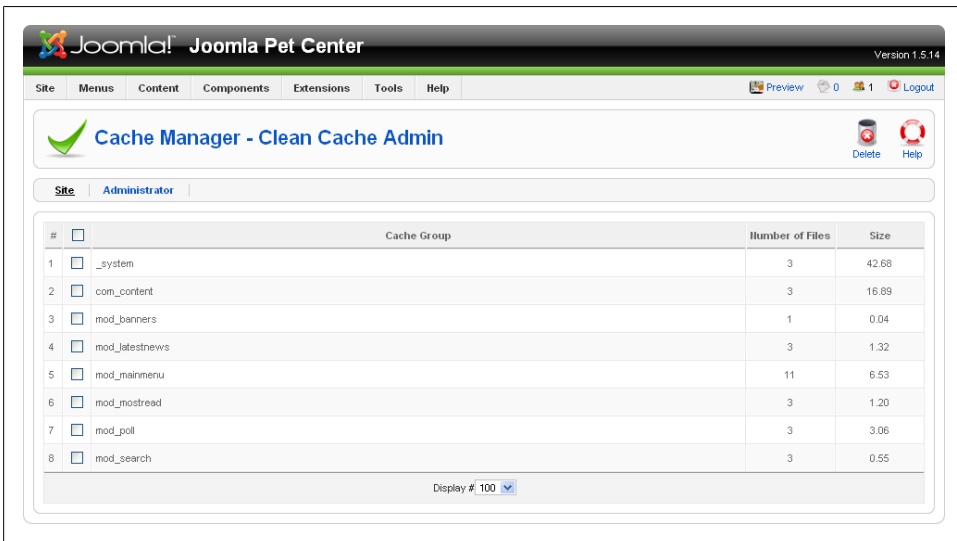 Joomla!™ Joomla Pet Center
Version 1.5.14
Site Menus Content Components Extensions Tools Help Preview 0 1 Logout
Cache Manager - Clean Cache Admin
Delete Help
Site Administrator
# Cache Group Number of Files Size
1 _system 3 42.68
2 com_content 3 16.89
3 mod_banners 1 0.04
4 mod_latestnews 3 1.32
5 mod_mainmenu 11 6.53
6 mod_mostread 3 1.20
7 mod_poll 3 3.06
8 mod_search 3 0.55
Display # 100